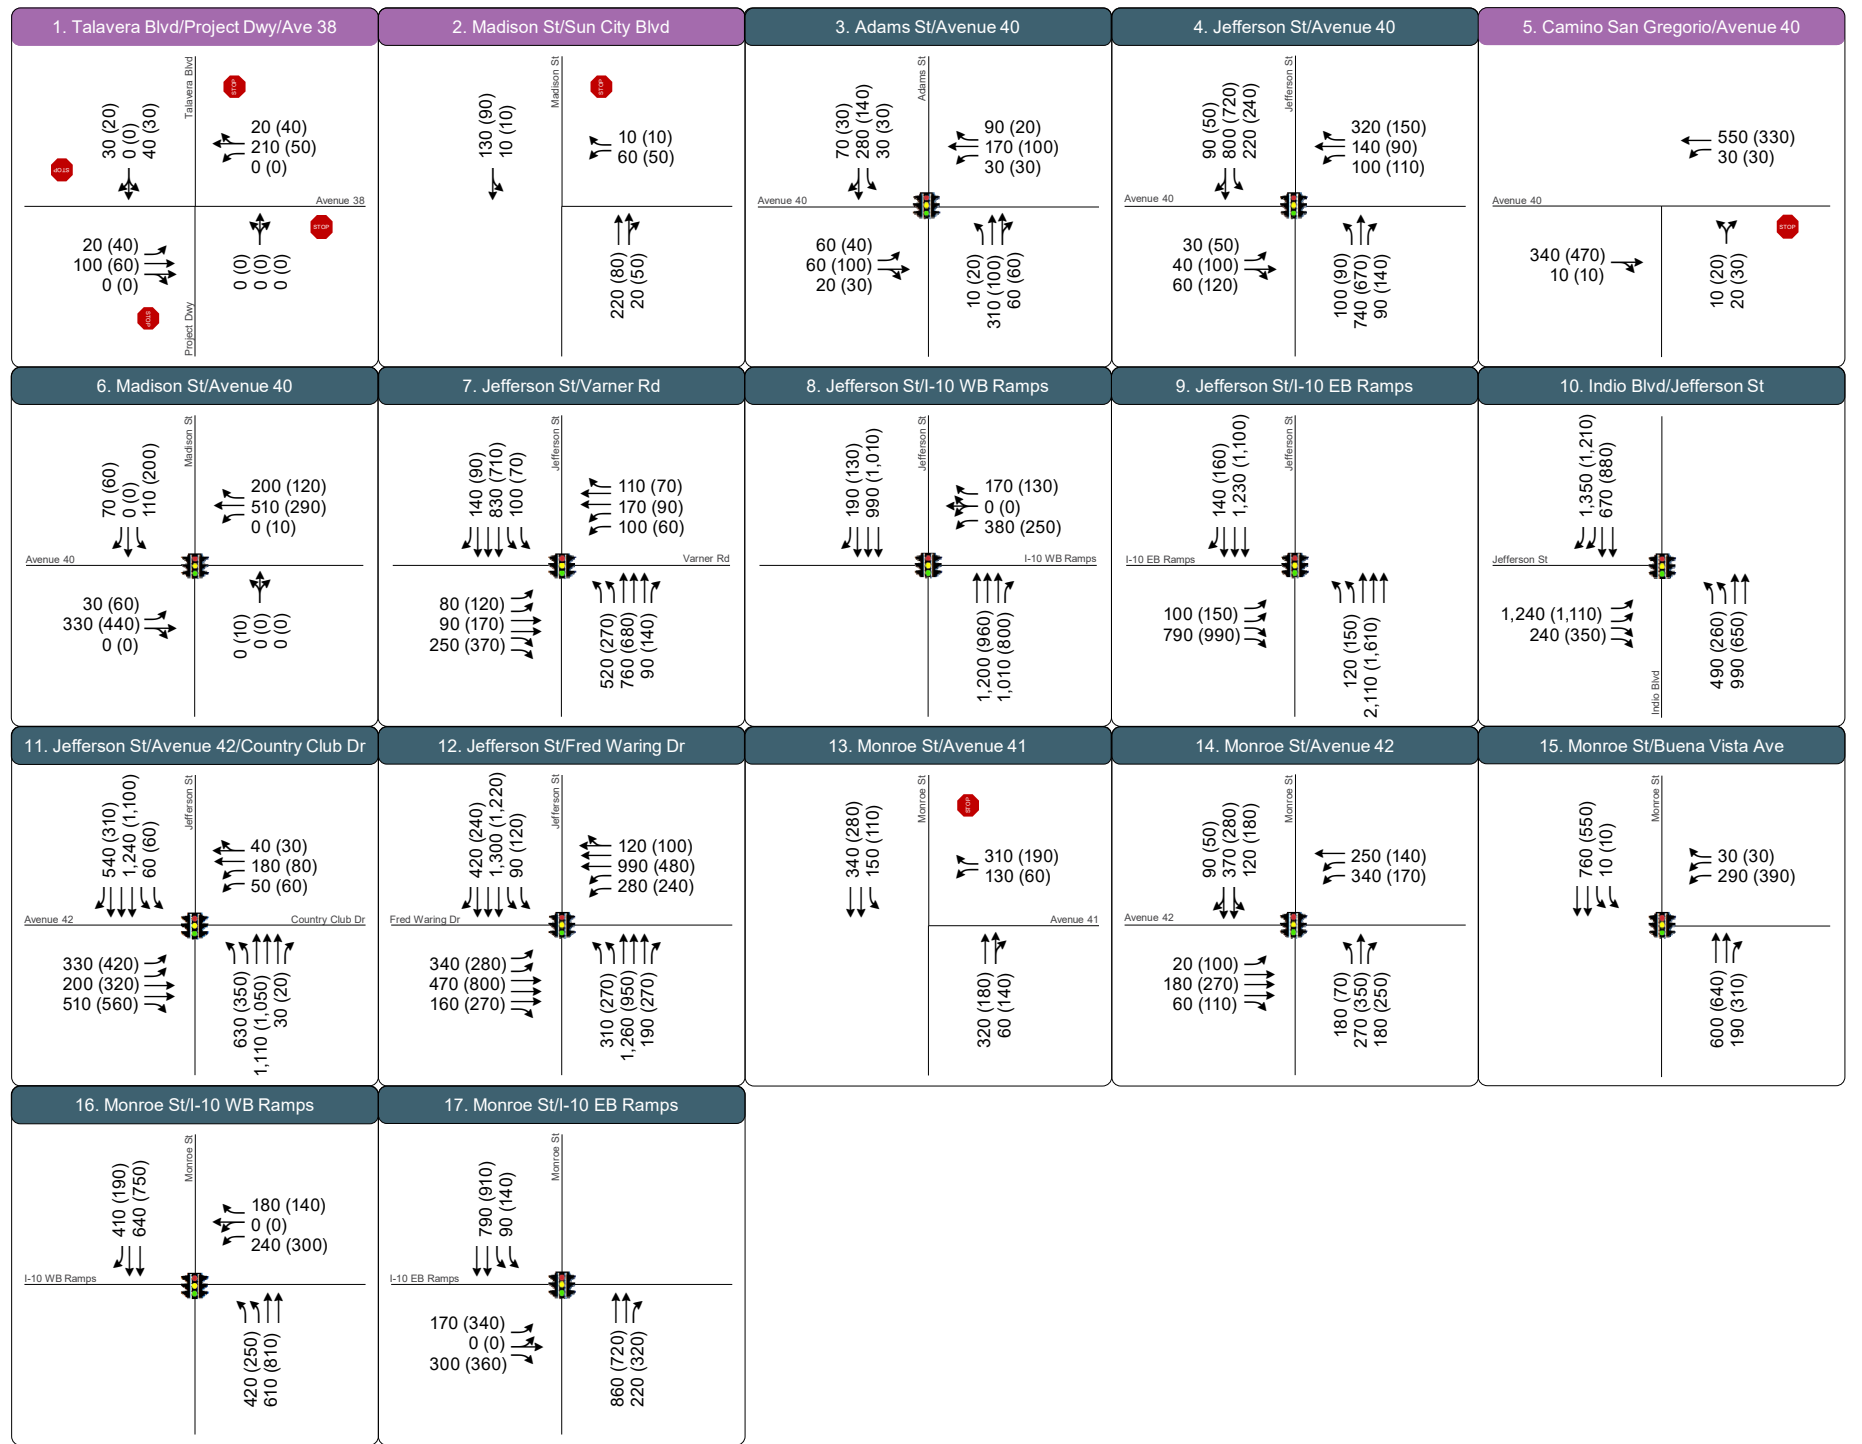 1. Talavera Blvd/Project Dwy/Ave 38
Talavera Blvd
STOP
30 (20)
0 (0)
40 (30)
20 (40)
210 (50)
0 (0)
STOP
Avenue 38
STOP
20 (40)
100 (60)
0 (0)
0 (0)
0 (0)
0 (0)
STOP
Project Dwy
2. Madison St/Sun City Blvd
Madison St
STOP
130 (90)
10 (10)
10 (10)
60 (50)
220 (80)
20 (50)
3. Adams St/Avenue 40
Adams St
70 (30)
280 (140)
30 (30)
90 (20)
170 (100)
30 (30)
Avenue 40
60 (40)
60 (100)
20 (30)
10 (20)
310 (100)
60 (60)
4. Jefferson St/Avenue 40
Jefferson St
90 (50)
800 (720)
220 (240)
320 (150)
140 (90)
100 (110)
Avenue 40
30 (50)
40 (100)
60 (120)
100 (90)
740 (670)
90 (140)
5. Camino San Gregorio/Avenue 40
550 (330)
30 (30)
Avenue 40
STOP
340 (470)
10 (10)
10 (20)
20 (30)
6. Madison St/Avenue 40
Madison St
70 (60)
0 (0)
110 (200)
200 (120)
510 (290)
0 (10)
Avenue 40
30 (60)
330 (440)
0 (0)
0 (10)
0 (0)
0 (0)
7. Jefferson St/Varner Rd
Jefferson St
140 (90)
830 (710)
100 (70)
110 (70)
170 (90)
100 (60)
Varner Rd
80 (120)
90 (170)
250 (370)
520 (270)
760 (680)
90 (140)
8. Jefferson St/I-10 WB Ramps
Jefferson St
190 (130)
990 (1,010)
170 (130)
0 (0)
380 (250)
I-10 WB Ramps
1,200 (960)
1,010 (800)
9. Jefferson St/I-10 EB Ramps
Jefferson St
140 (160)
1,230 (1,100)
I-10 EB Ramps
100 (150)
790 (990)
120 (150)
2,110 (1,610)
10. Indio Blvd/Jefferson St
1,350 (1,210)
670 (880)
Jefferson St
1,240 (1,110)
240 (350)
490 (260)
990 (650)
Indio Blvd
11. Jefferson St/Avenue 42/Country Club Dr
Jefferson St
540 (310)
1,240 (1,100)
60 (60)
40 (30)
180 (80)
50 (60)
Avenue 42
Country Club Dr
330 (420)
200 (320)
510 (560)
630 (350)
1,110 (1,050)
30 (20)
12. Jefferson St/Fred Waring Dr
Jefferson St
420 (240)
1,300 (1,220)
90 (120)
120 (100)
990 (480)
280 (240)
Fred Waring Dr
340 (280)
470 (800)
160 (270)
310 (270)
1,260 (950)
190 (270)
13. Monroe St/Avenue 41
Monroe St
STOP
340 (280)
150 (110)
310 (190)
130 (60)
Avenue 41
320 (180)
60 (140)
14. Monroe St/Avenue 42
Monroe St
90 (50)
370 (280)
120 (180)
250 (140)
340 (170)
Avenue 42
20 (100)
180 (270)
60 (110)
180 (70)
270 (350)
180 (250)
15. Monroe St/Buena Vista Ave
Monroe St
760 (550)
10 (10)
30 (30)
290 (390)
600 (640)
190 (310)
16. Monroe St/I-10 WB Ramps
Monroe St
410 (190)
640 (750)
180 (140)
0 (0)
240 (300)
I-10 WB Ramps
420 (250)
610 (810)
17. Monroe St/I-10 EB Ramps
Monroe St
790 (910)
90 (140)
I-10 EB Ramps
170 (340)
0 (0)
300 (360)
860 (720)
220 (320)